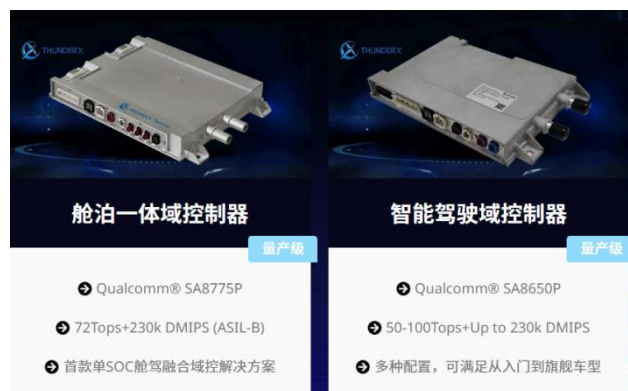 THUNDERX
舱泊一体域控制器
量产级
Qualcomm® SA8775P
72Tops+230k DMIPS (ASIL-B)
首款单SOC舱驾融合域控解决方案
THUNDERX
智能驾驶域控制器
量产级
Qualcomm® SA8650P
50-100Tops+Up to 230k DMIPS
多种配置，可满足从入门到旗舰车型